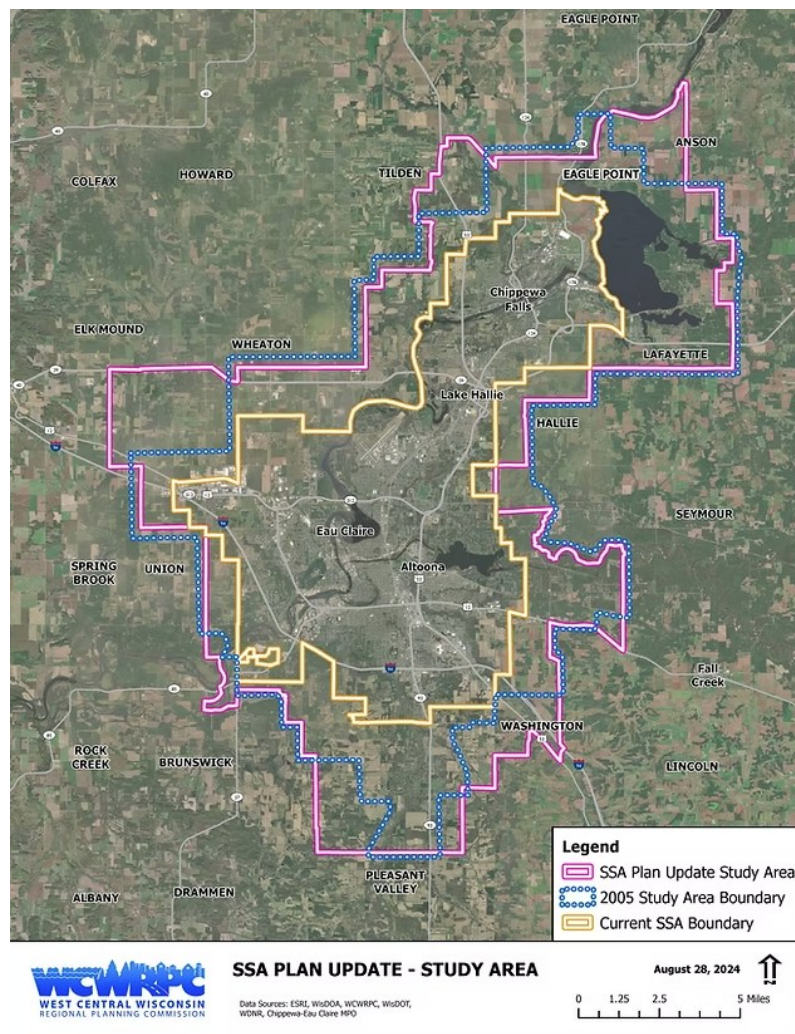 EAGLE POINT
ANSON
COLFAX
HOWARD
TILDEN
EAGLE POINT
Chippewa
Falls
ELK MOUND
WHEATON
LAFAYETTE
Lake Hallie
HALLIE
SEYMOUR
Eau Claire
SPRING
BROOK
UNION
Altoona
Fall
Creek
WASHINGTON
ROCK
CREEK
BRUNSWICK
LINCOLN
ALBANY
DRAMMEN
PLEASANT
VALLEY
Legend
SSA Plan Update Study Area
2005 Study Area Boundary
Current SSA Boundary
WCWRPC
WEST CENTRAL WISCONSIN
REGIONAL PLANNING COMMISSION
SSA PLAN UPDATE - STUDY AREA
Data Sources: ESRI, WisDOA, WCWRPC, WisDOT,
WDNR, Chippewa-Eau Claire MPO
August 28, 2024
N
0 1.25 2.5 5 Miles